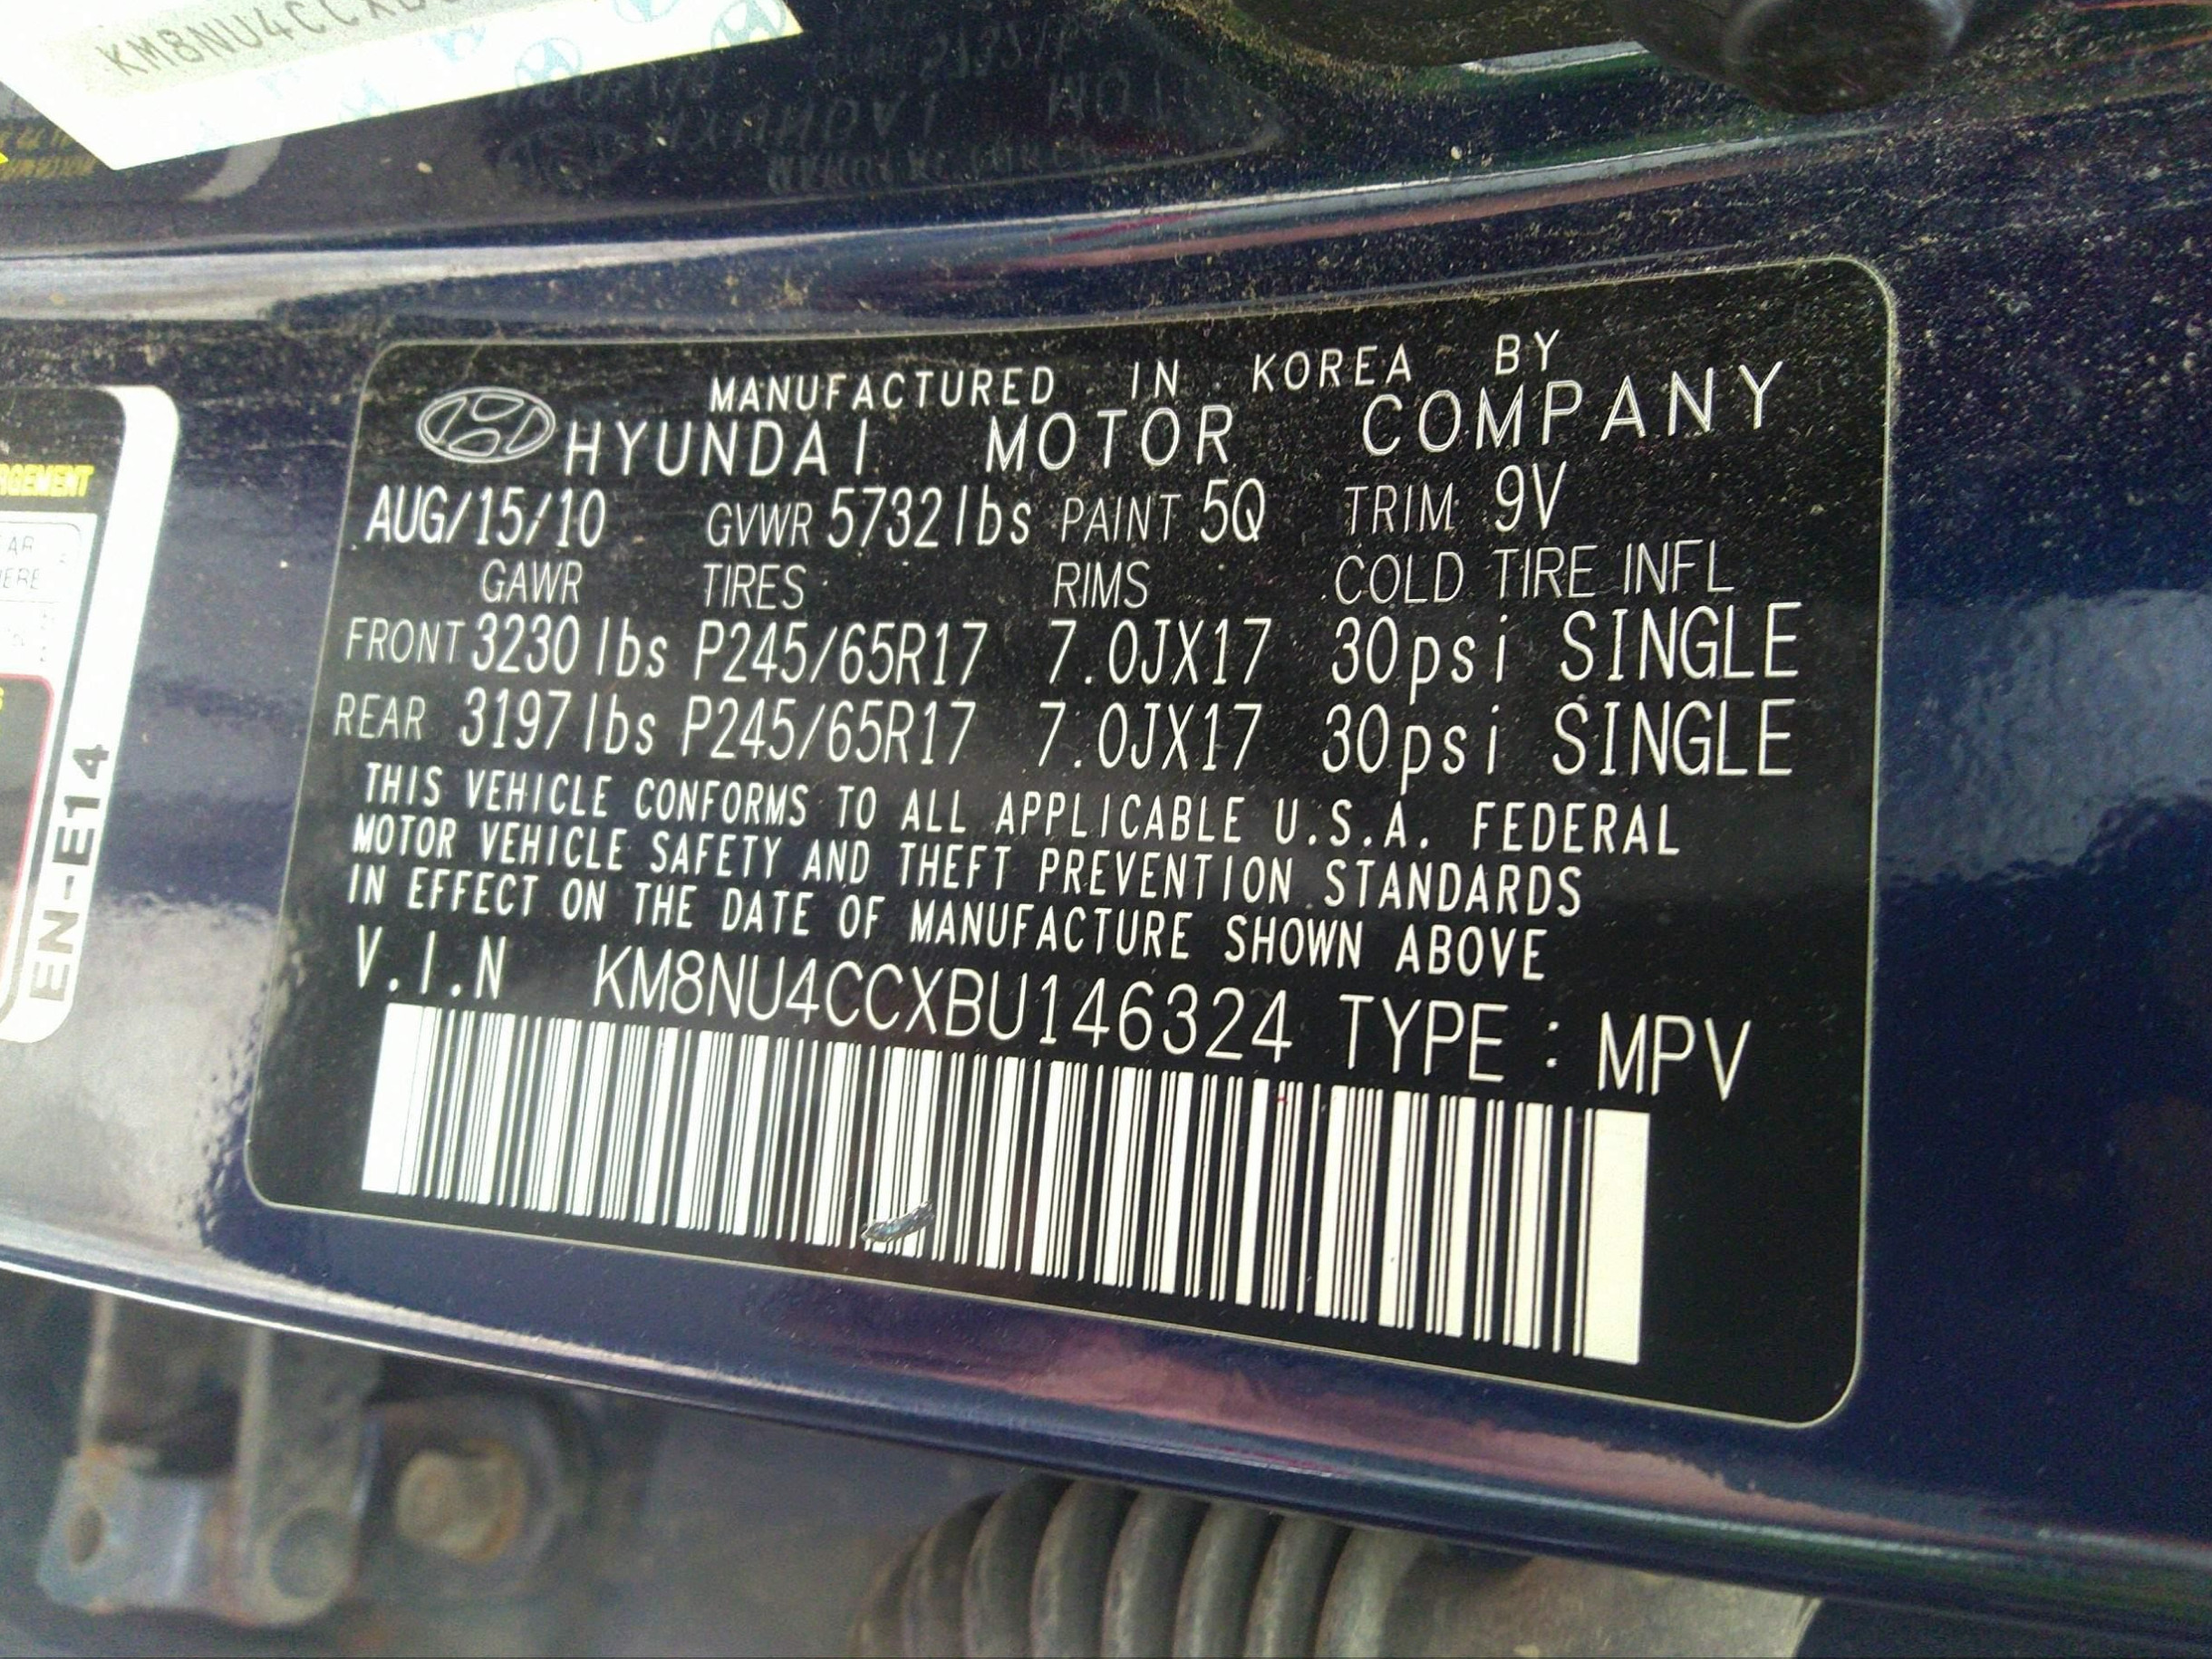 KM8NU4CCXB
MANUFACTURED IN KOREA BY
HYUNDAI MOTOR COMPANY
AUG/15/10 GVWR 5732lbs PAINT 5Q TRIM 9V
GAWR TIRES RIMS COLD TIRE INFL
FRONT 3230lbs P245/65R17 7.0JX17 30psi SINGLE
REAR 3197lbs P245/65R17 7.0JX17 30psi SINGLE
THIS VEHICLE CONFORMS TO ALL APPLICABLE U.S.A. FEDERAL
MOTOR VEHICLE SAFETY AND THEFT PREVENTION STANDARDS
IN EFFECT ON THE DATE OF MANUFACTURE SHOWN ABOVE
V.I.N KM8NU4CCXBU146324 TYPE : MPV
RGEMENT
EN-E14